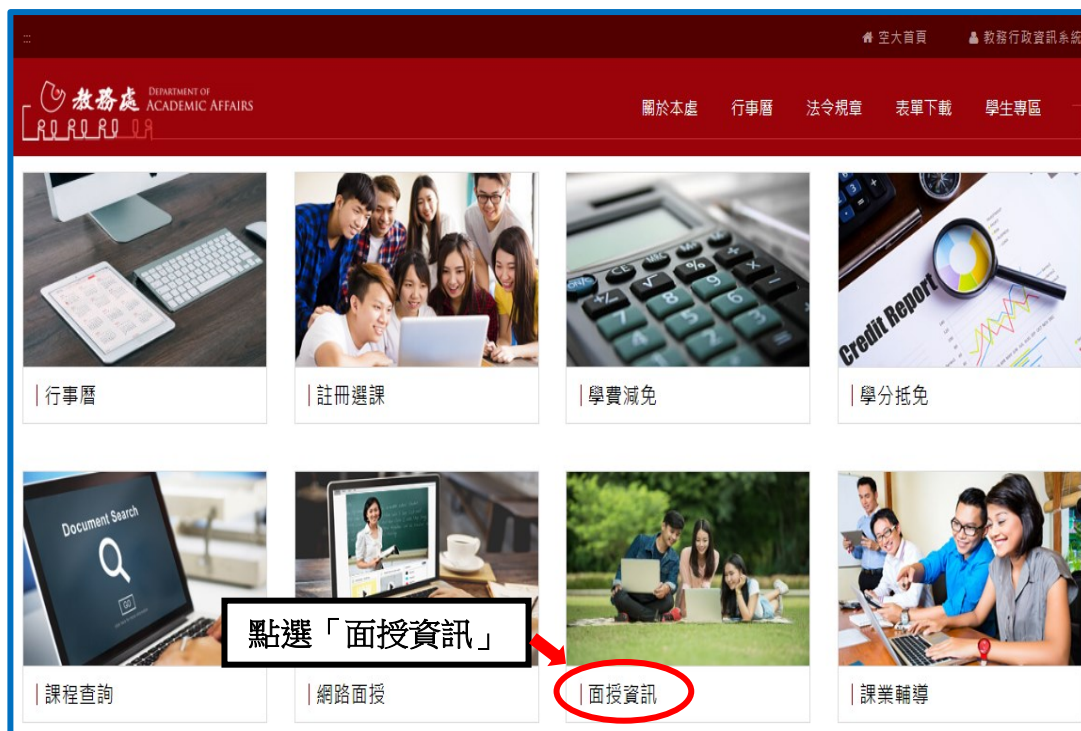 :::
空大首頁
教務行政資訊系統
教務處 DEPARTMENT OF ACADEMIC AFFAIRS
關於本處 行事曆 法令規章 表單下載 學生專區
Credit Report
行事曆 註冊選課 學費減免 學分抵免
Document Search
GO
點選「面授資訊」
課程查詢 網路面授 面授資訊 課業輔導